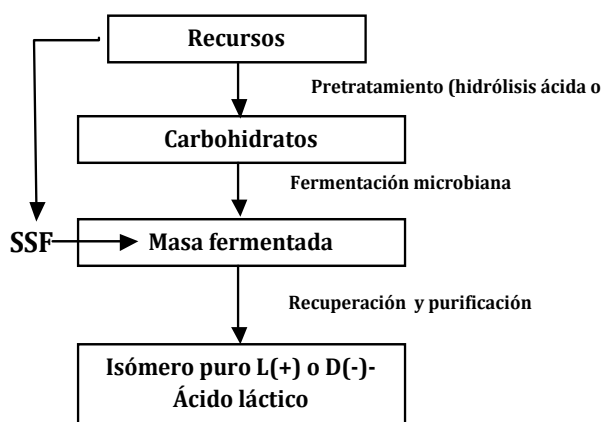 Recursos
Pretratamiento (hidrólisis ácida o
Carbohidratos
Fermentación microbiana
SSF
Masa fermentada
Recuperación y purificación
Isómero puro L(+) o D(-)-
Ácido láctico